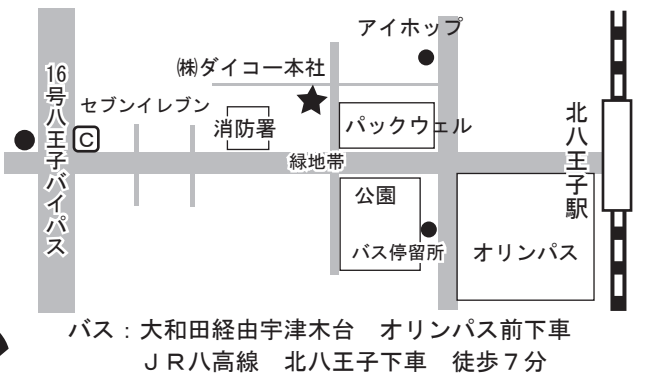 アイホップ
㈱ダイコー本社
16号八王子バイパス
セブンイレブン
C
消防署
パックウェル
北八王子駅
緑地帯
公園
バス停留所
オリンパス
バス：大和田経由宇津木台　オリンパス前下車
ＪＲ八高線　北八王子下車　徒歩７分